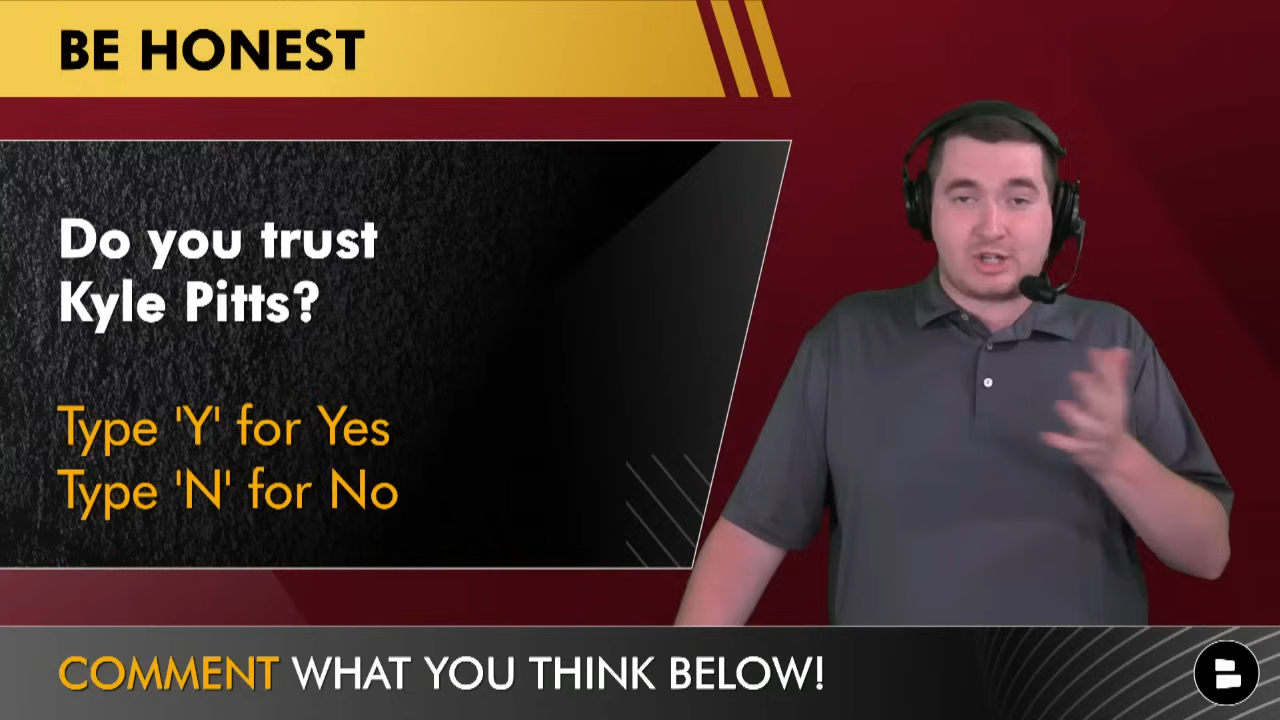 BE HONEST
Do you trust
Kyle Pitts?
Type 'Y' for Yes
Type 'N' for No
COMMENT WHAT YOU THINK BELOW!